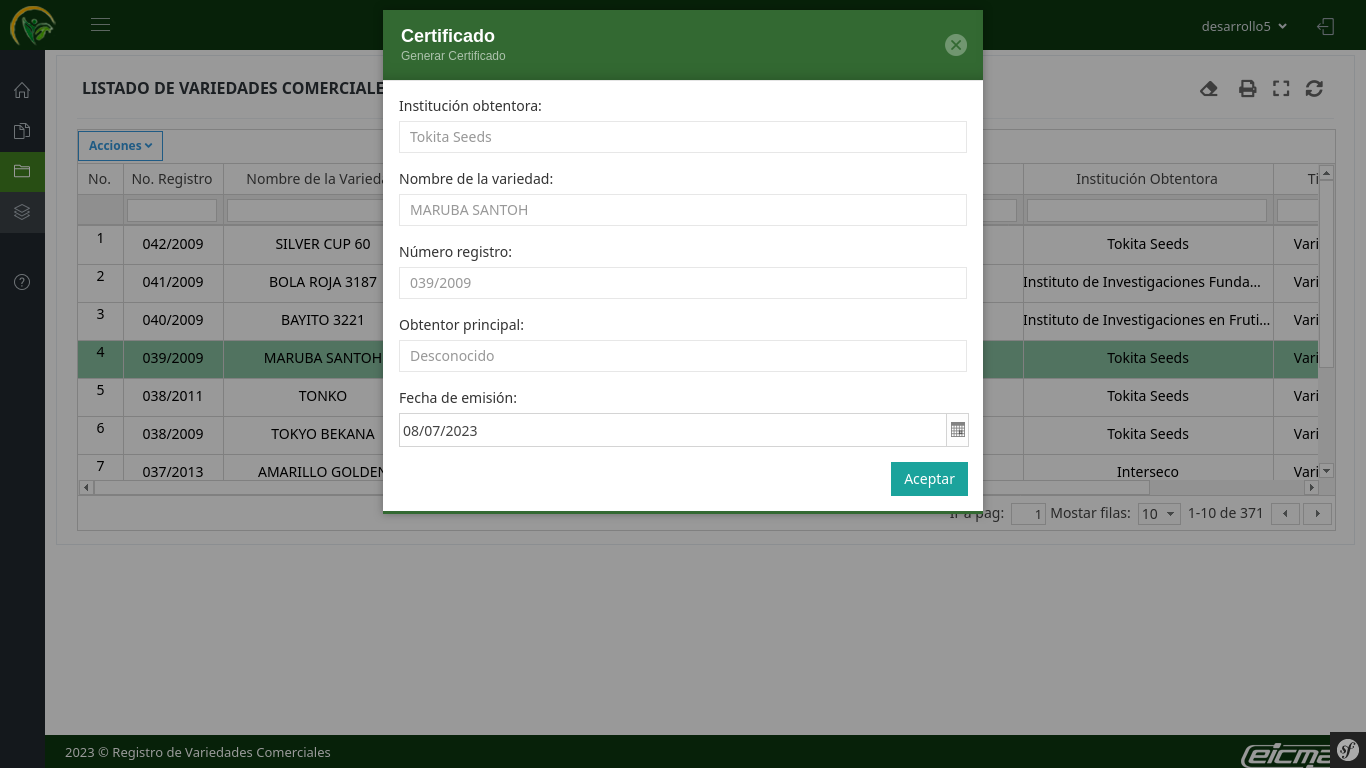 desarrollo5
Certificado
Generar Certificado
LISTADO DE VARIEDADES COMERCIALE
Acciones
No. No. Registro Nombre de la Varieda Institución Obtentora Ti
Institución obtentora:
Tokita Seeds
Nombre de la variedad:
MARUBA SANTOH
Número registro:
039/2009
Obtentor principal:
Desconocido
Fecha de emisión:
08/07/2023
Aceptar
1 042/2009 SILVER CUP 60 Tokita Seeds Vari
2 041/2009 BOLA ROJA 3187 Instituto de Investigaciones Funda... Vari
3 040/2009 BAYITO 3221 Instituto de Investigaciones en Fruti... Vari
4 039/2009 MARUBA SANTOH Tokita Seeds Vari
5 038/2011 TONKO Tokita Seeds Vari
6 038/2009 TOKYO BEKANA Tokita Seeds Vari
7 037/2013 AMARILLO GOLDEN Interseco Vari
Ir a pag: 1 Mostar filas: 10 1-10 de 371
2023 © Registro de Variedades Comerciales
eicma
sf